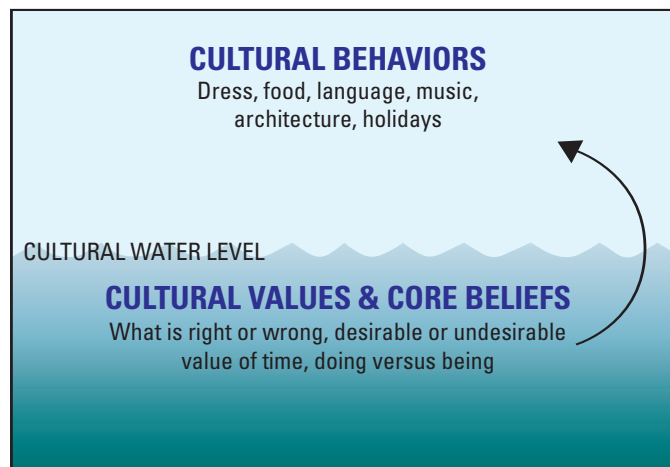 CULTURAL BEHAVIORS
Dress, food, language, music,
architecture, holidays
CULTURAL WATER LEVEL
CULTURAL VALUES & CORE BELIEFS
What is right or wrong, desirable or undesirable
value of time, doing versus being